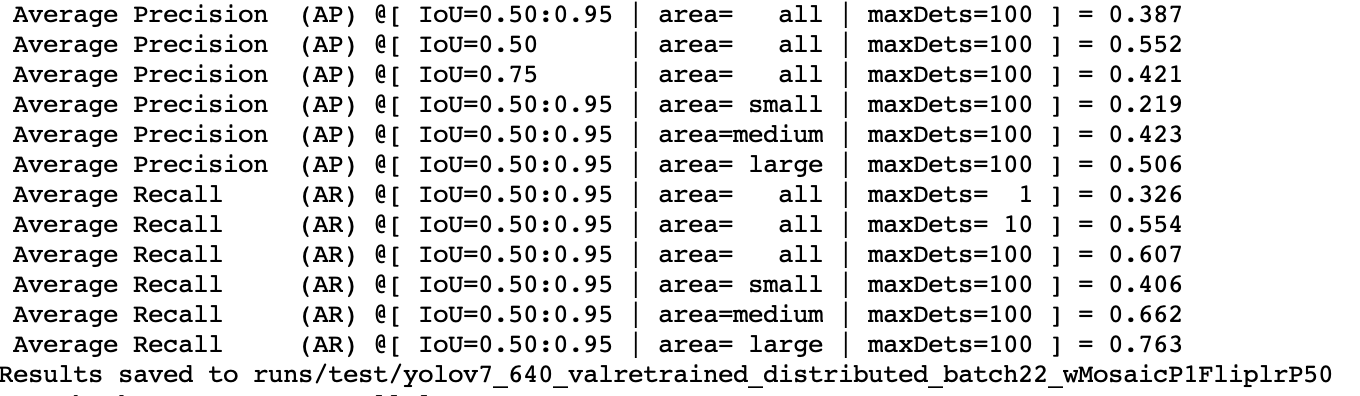 Average Precision  (AP) @[ IoU=0.50:0.95 | area=   all | maxDets=100 ] = 0.387
Average Precision  (AP) @[ IoU=0.50      | area=   all | maxDets=100 ] = 0.552
Average Precision  (AP) @[ IoU=0.75      | area=   all | maxDets=100 ] = 0.421
Average Precision  (AP) @[ IoU=0.50:0.95 | area= small | maxDets=100 ] = 0.219
Average Precision  (AP) @[ IoU=0.50:0.95 | area=medium | maxDets=100 ] = 0.423
Average Precision  (AP) @[ IoU=0.50:0.95 | area= large | maxDets=100 ] = 0.506
Average Recall     (AR) @[ IoU=0.50:0.95 | area=   all | maxDets=  1 ] = 0.326
Average Recall     (AR) @[ IoU=0.50:0.95 | area=   all | maxDets= 10 ] = 0.554
Average Recall     (AR) @[ IoU=0.50:0.95 | area=   all | maxDets=100 ] = 0.607
Average Recall     (AR) @[ IoU=0.50:0.95 | area= small | maxDets=100 ] = 0.406
Average Recall     (AR) @[ IoU=0.50:0.95 | area=medium | maxDets=100 ] = 0.662
Average Recall     (AR) @[ IoU=0.50:0.95 | area= large | maxDets=100 ] = 0.763
Results saved to runs/test/yolov7_640_valretrained_distributed_batch22_wMosaicP1FliplrP50